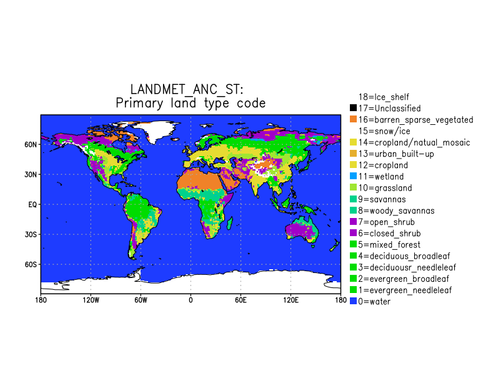 LANDMET_ANC_ST:
Primary land type code
18=Ice_shelf
17=Unclassified
16=barren_sparse_vegetated
15=snow/ice
14=cropland/natual_mosaic
13=urban_built-up
12=cropland
11=wetland
10=grassland
9=savannas
8=woody_savannas
7=open_shrub
6=closed_shrub
5=mixed_forest
4=deciduous_broadleaf
3=deciduousr_needleleaf
2=evergreen_broadleaf
1=evergreen_needleleaf
0=water
60N
30N
0
30S
60S
180 120W 60W 0 60E 120E 180